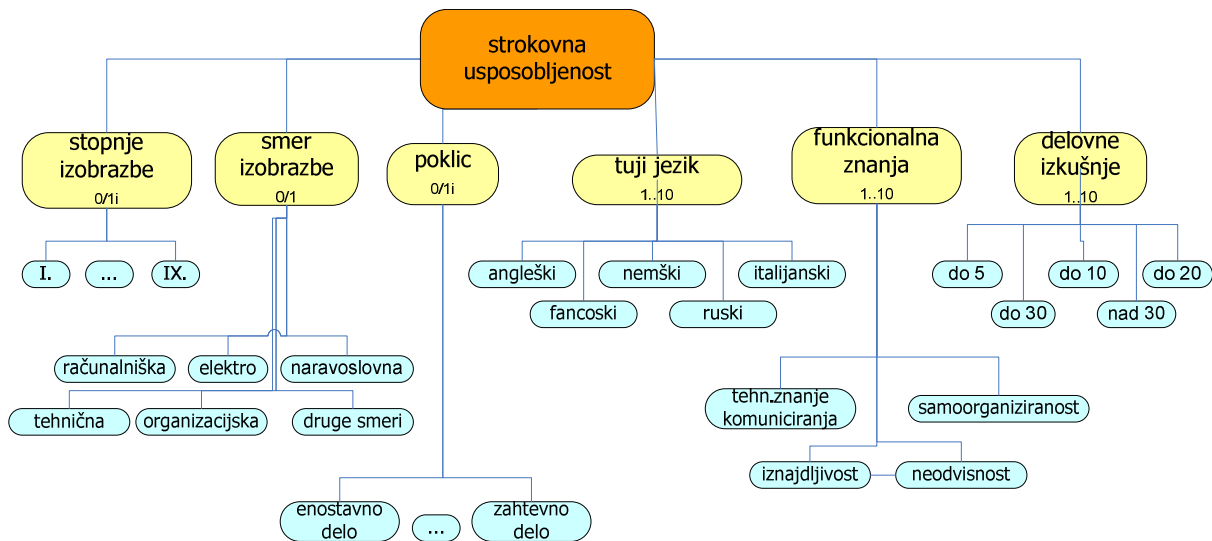 strokovna
usposobljenost
stopnje
izobrazbe
0/1i
smer
izobrazbe
0/1
poklic
0/1i
tuji jezik
1..10
funkcionalna
znanja
1..10
delovne
izkušnje
1..10
I.
...
IX.
angleški
nemški
italijanski
fancoski
ruski
do 5
do 10
do 20
do 30
nad 30
računalniška
elektro
naravoslovna
tehnična
organizacijska
druge smeri
tehn.znanje
komuniciranja
samoorganiziranost
iznajdljivost
neodvisnost
enostavno
delo
...
zahtevno
delo